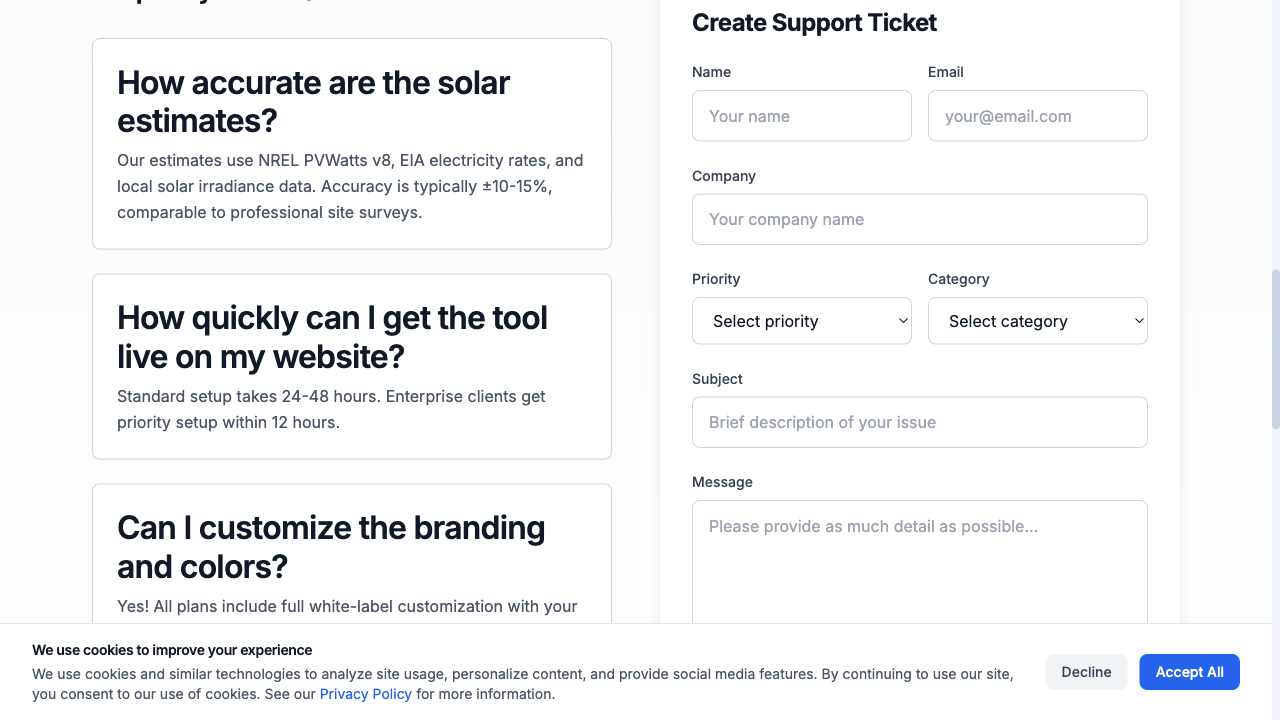 How accurate are the solar
estimates?
Our estimates use NREL PVWatts v8, EIA electricity rates, and
local solar irradiance data. Accuracy is typically ±10-15%,
comparable to professional site surveys.
How quickly can I get the tool
live on my website?
Standard setup takes 24-48 hours. Enterprise clients get
priority setup within 12 hours.
Can I customize the branding
and colors?
Yes! All plans include full white-label customization with your
Create Support Ticket
Name
Email
Your name
your@email.com
Company
Your company name
Priority
Category
Select priority
Select category
Subject
Brief description of your issue
Message
Please provide as much detail as possible...
We use cookies to improve your experience
We use cookies and similar technologies to analyze site usage, personalize content, and provide social media features. By continuing to use our site,
you consent to our use of cookies. See our Privacy Policy for more information.
Decline
Accept All